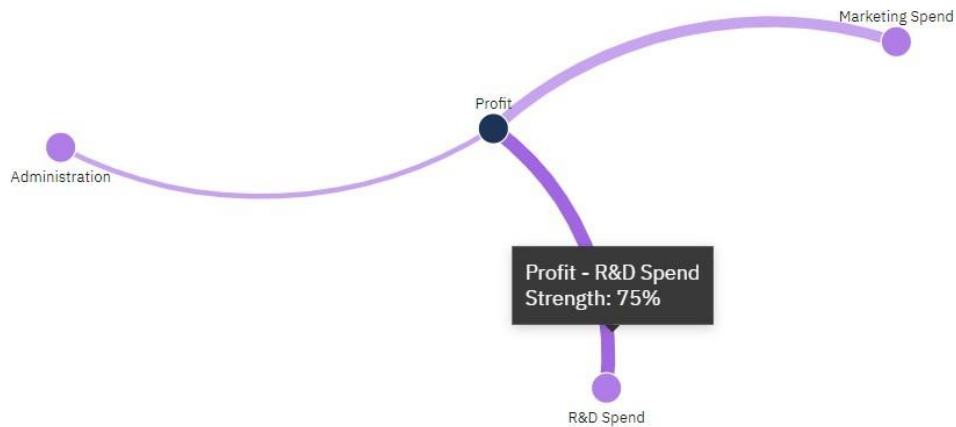 Marketing Spend
Profit
Administration
Profit - R&D Spend
Strength: 75%
R&D Spend